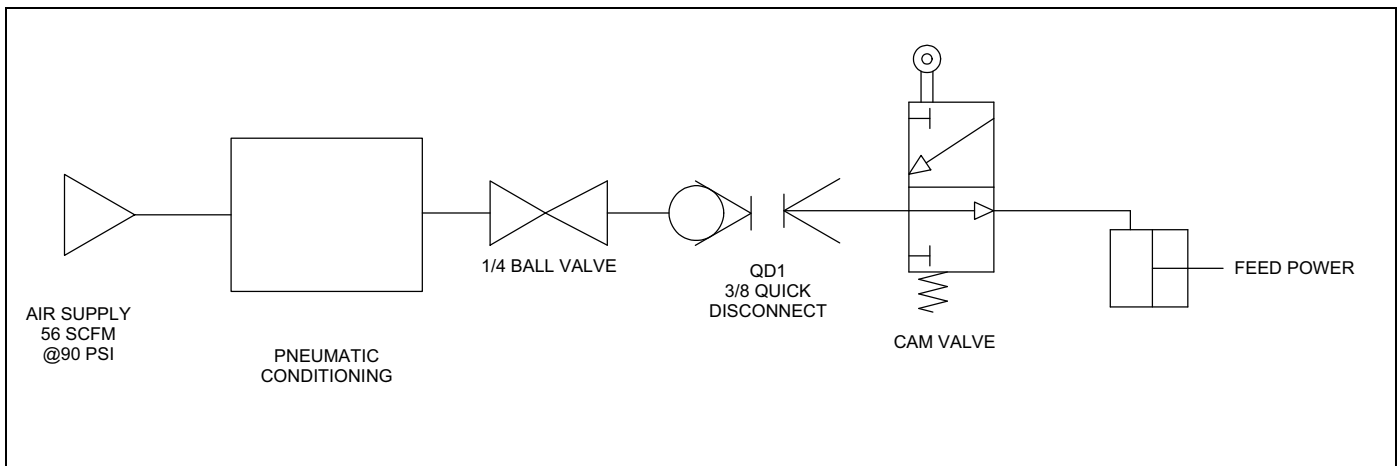 AIR SUPPLY
56 SCFM
@90 PSI
PNEUMATIC
CONDITIONING
1/4 BALL VALVE
QD1
3/8 QUICK
DISCONNECT
CAM VALVE
FEED POWER